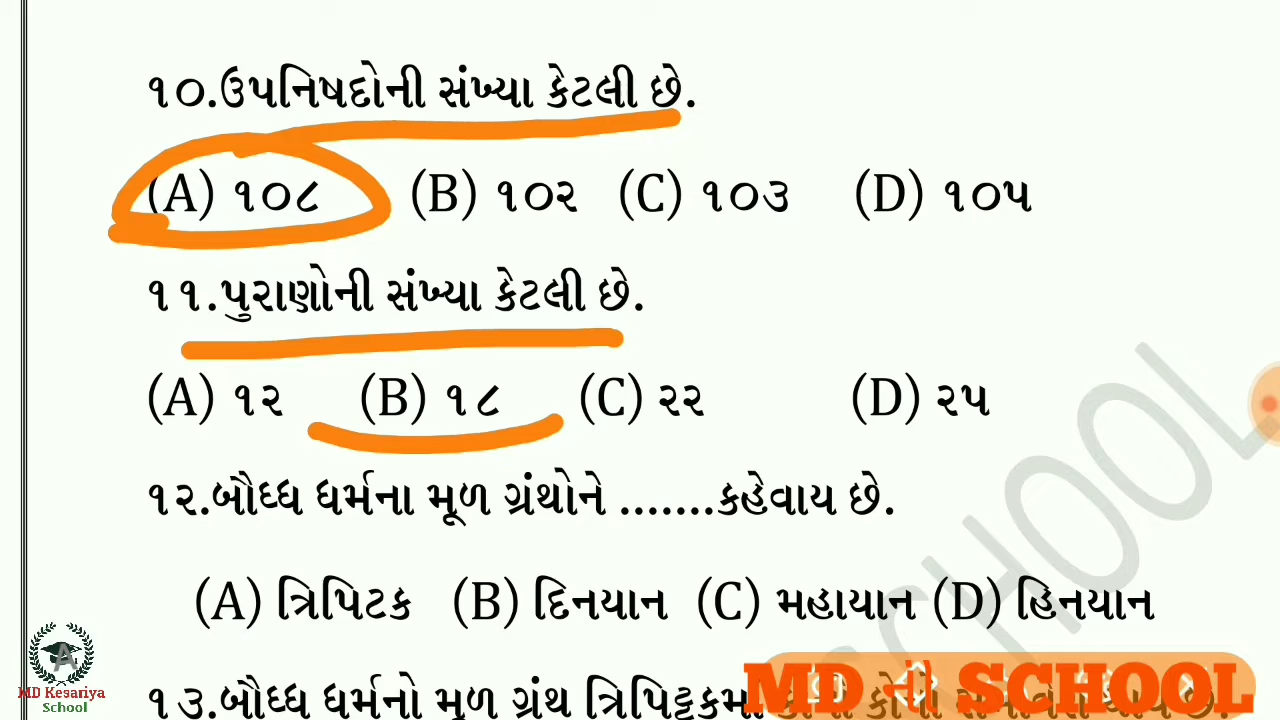 ૧૦.ઉપનિષદોની સંખ્યા કેટલી છે.
(A) ૧૦૮ (B) ૧૦૨ (C) ૧૦૩ (D) ૧૦૫
૧૧.પુરાણોની સંખ્યા કેટલી છે.
(A) ૧૨ (B) ૧૮ (C) ૨૨ (D) ૨૫
૧૨.બૌધ્ધ ધર્મના મૂળ ગ્રંથોને .......કહેવાય છે.
(A) ત્રિપિટક (B) દિનયાન (C) મહાયાન (D) હિનયાન
૧૩.બૌધ્ધ ધર્મનો મૂળ ગ્રંથ
MD ની SCHOOL
SCHOOL
MD Kesariya
School